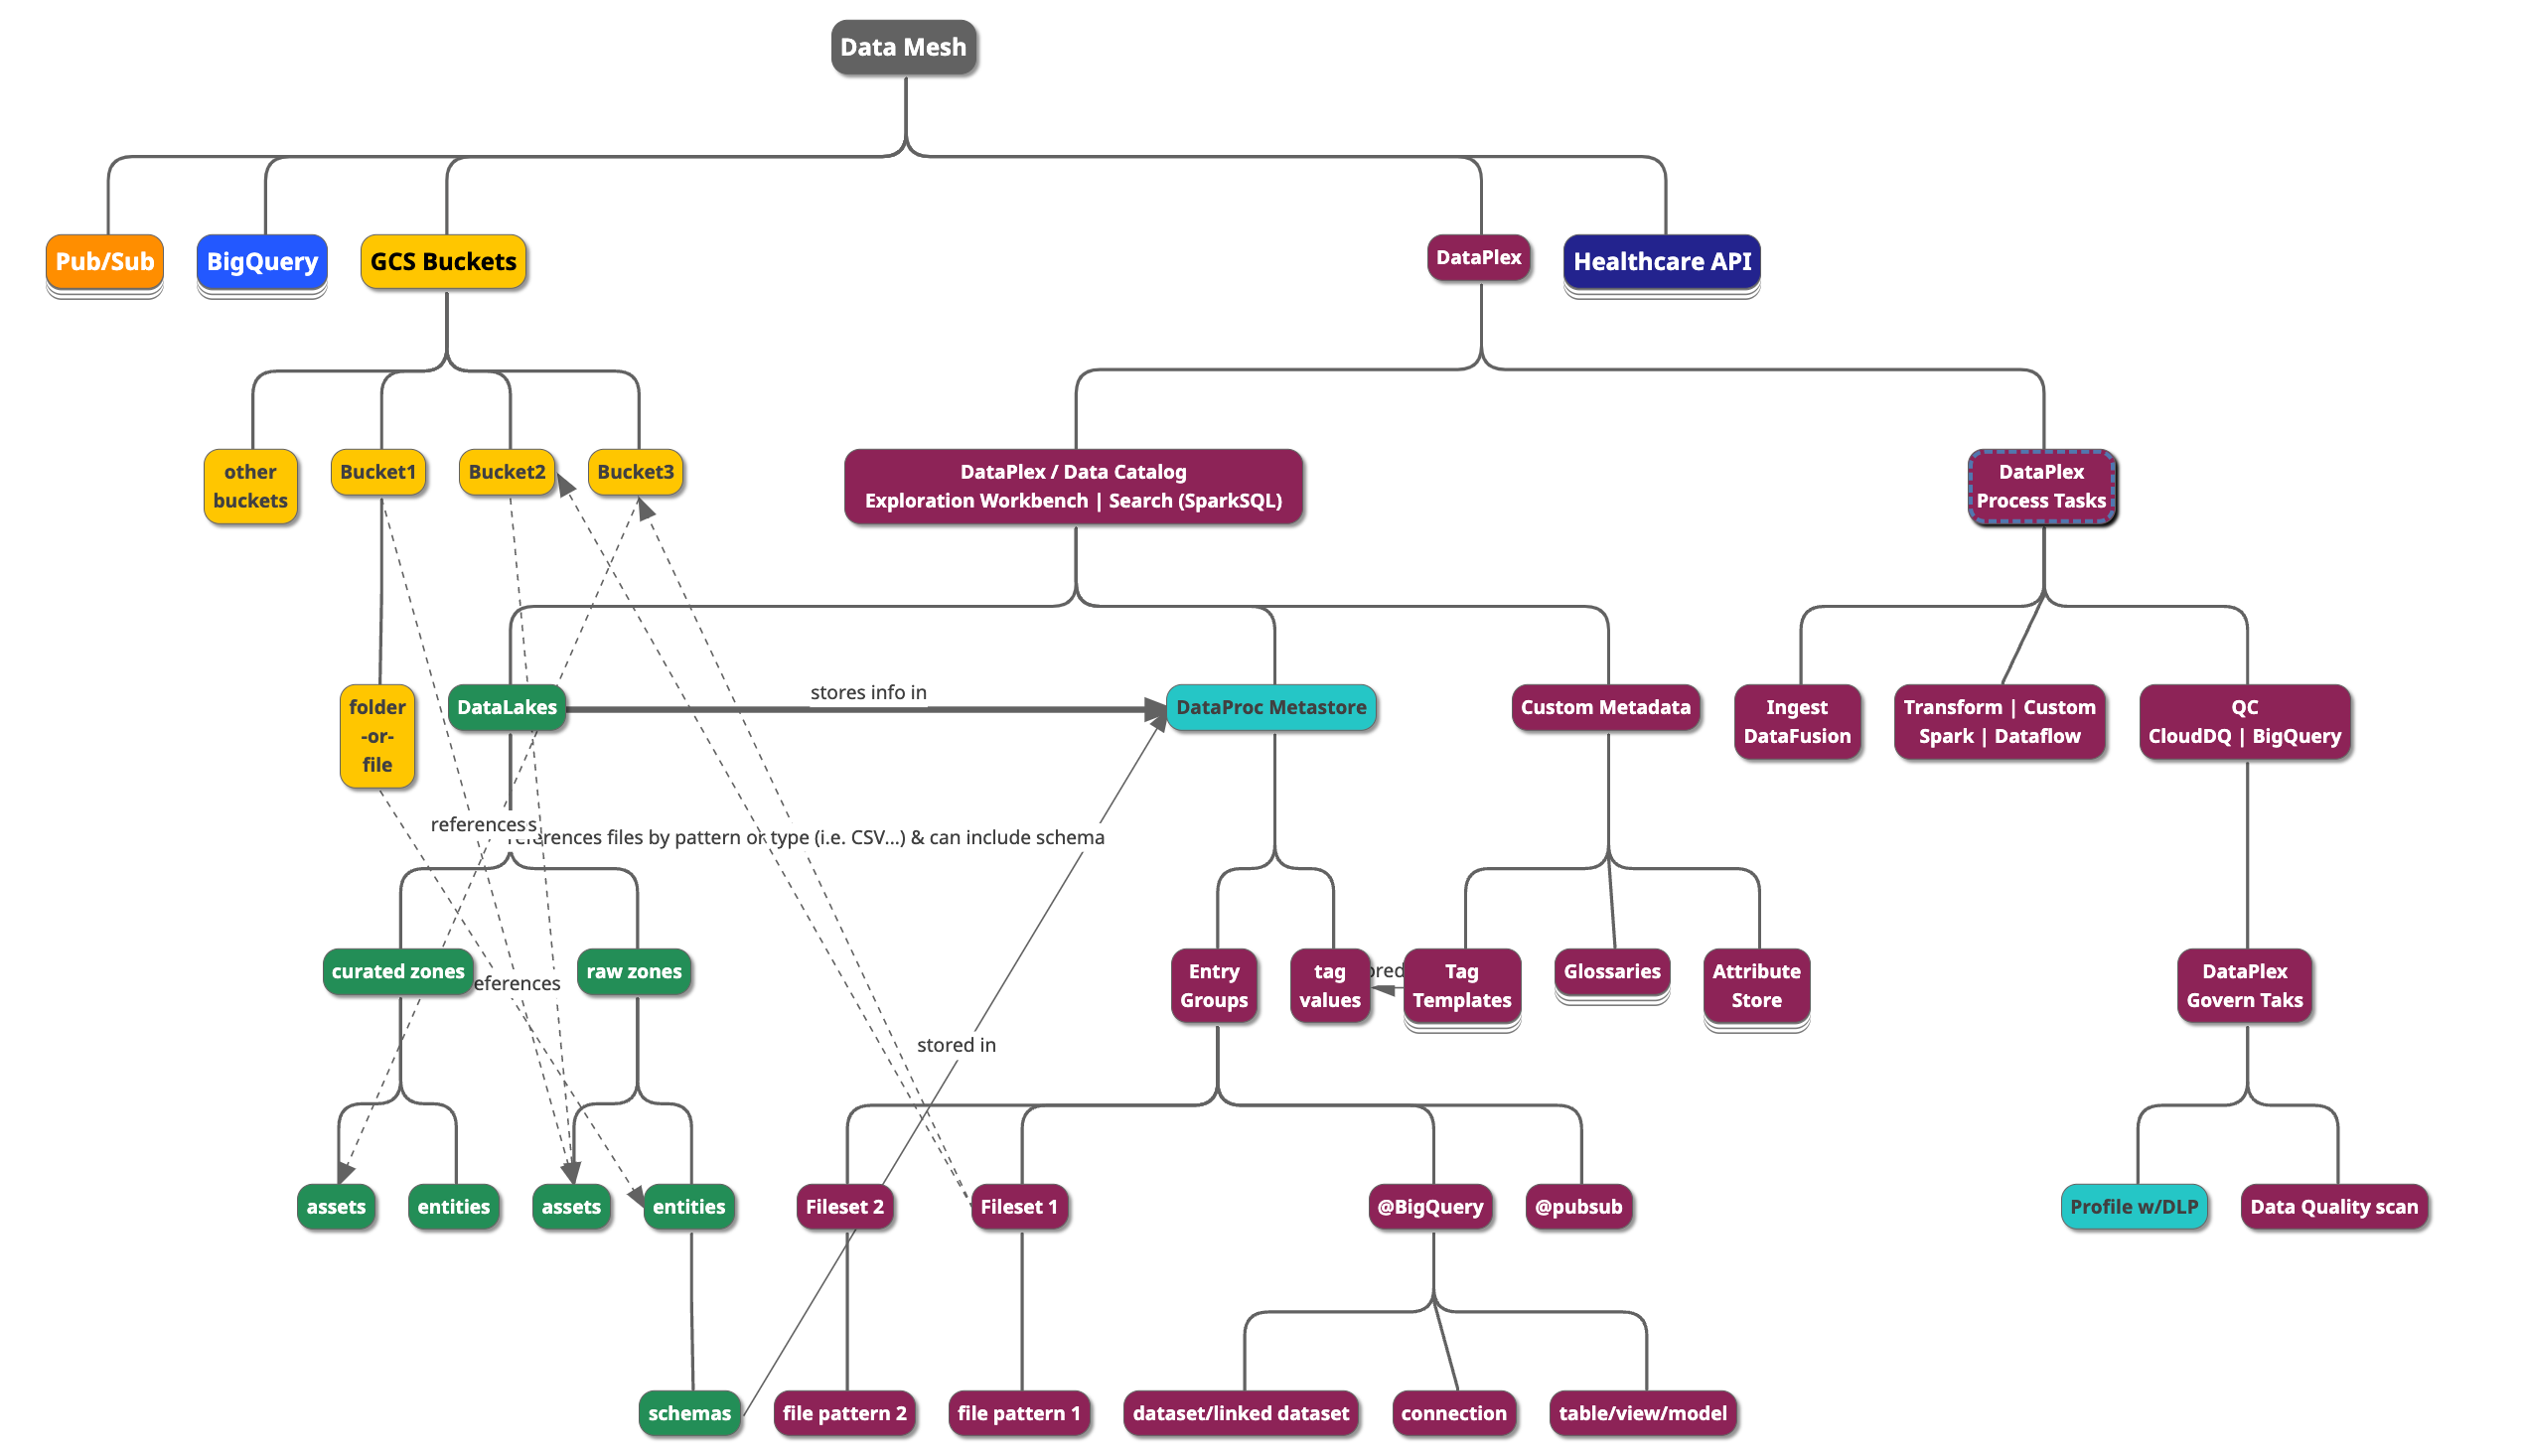 Data Mesh
Pub/Sub
BigQuery
GCS Buckets
DataPlex
Healthcare API
other
buckets
Bucket1
Bucket2
Bucket3
DataPlex / Data Catalog
Exploration Workbench | Search (SparkSQL)
DataPlex
Process Tasks
folder
-or-
file
DataLakes
stores info in
DataProc Metastore
Custom Metadata
Ingest
DataFusion
Transform | Custom
Spark | Dataflow
QC
CloudDQ | BigQuery
references
files by pattern or type (i.e. CSV...) & can include schema
curated zones
raw zones
Entry
Groups
tag
values
Tag
Templates
Glossaries
Attribute
Store
DataPlex
Govern Taks
stored in
assets
entities
assets
entities
Fileset 2
Fileset 1
@BigQuery
@pubsub
Profile w/DLP
Data Quality scan
schemas
file pattern 2
file pattern 1
dataset/linked dataset
connection
table/view/model